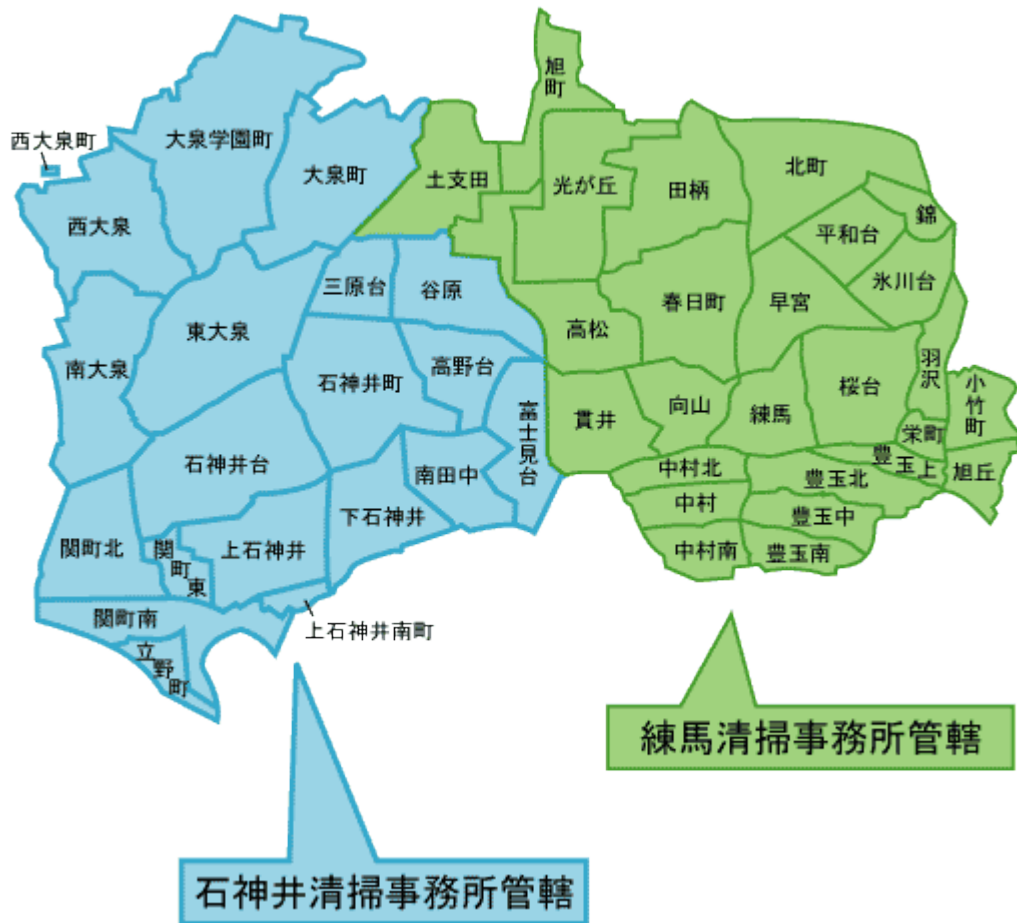 旭町
西大泉町
大泉学園町
大泉町
土支田
光が丘
田柄
北町
錦
平和台
西大泉
氷川台
三原台
谷原
春日町
早宮
東大泉
高松
南大泉
石神井町
高野台
羽沢
桜台
小竹町
富士見台
貫井
向山
練馬
栄町
石神井台
南田中
中村北
豊玉北
豊玉上
旭丘
下石神井
中村
豊玉中
関町北
関町東
上石神井
中村南
豊玉南
関町南
上石神井南町
立野町
練馬清掃事務所管轄
石神井清掃事務所管轄